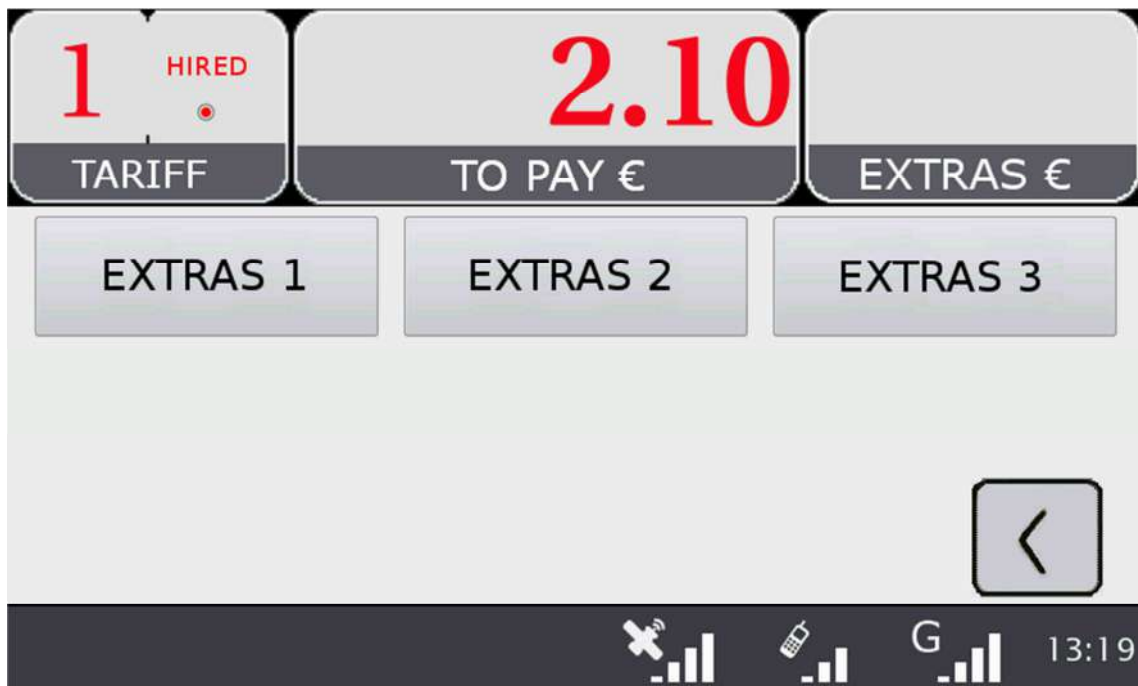 1 HIRED 2.10
TARIFF TO PAY € EXTRAS €
EXTRAS 1 EXTRAS 2 EXTRAS 3
G 13:19